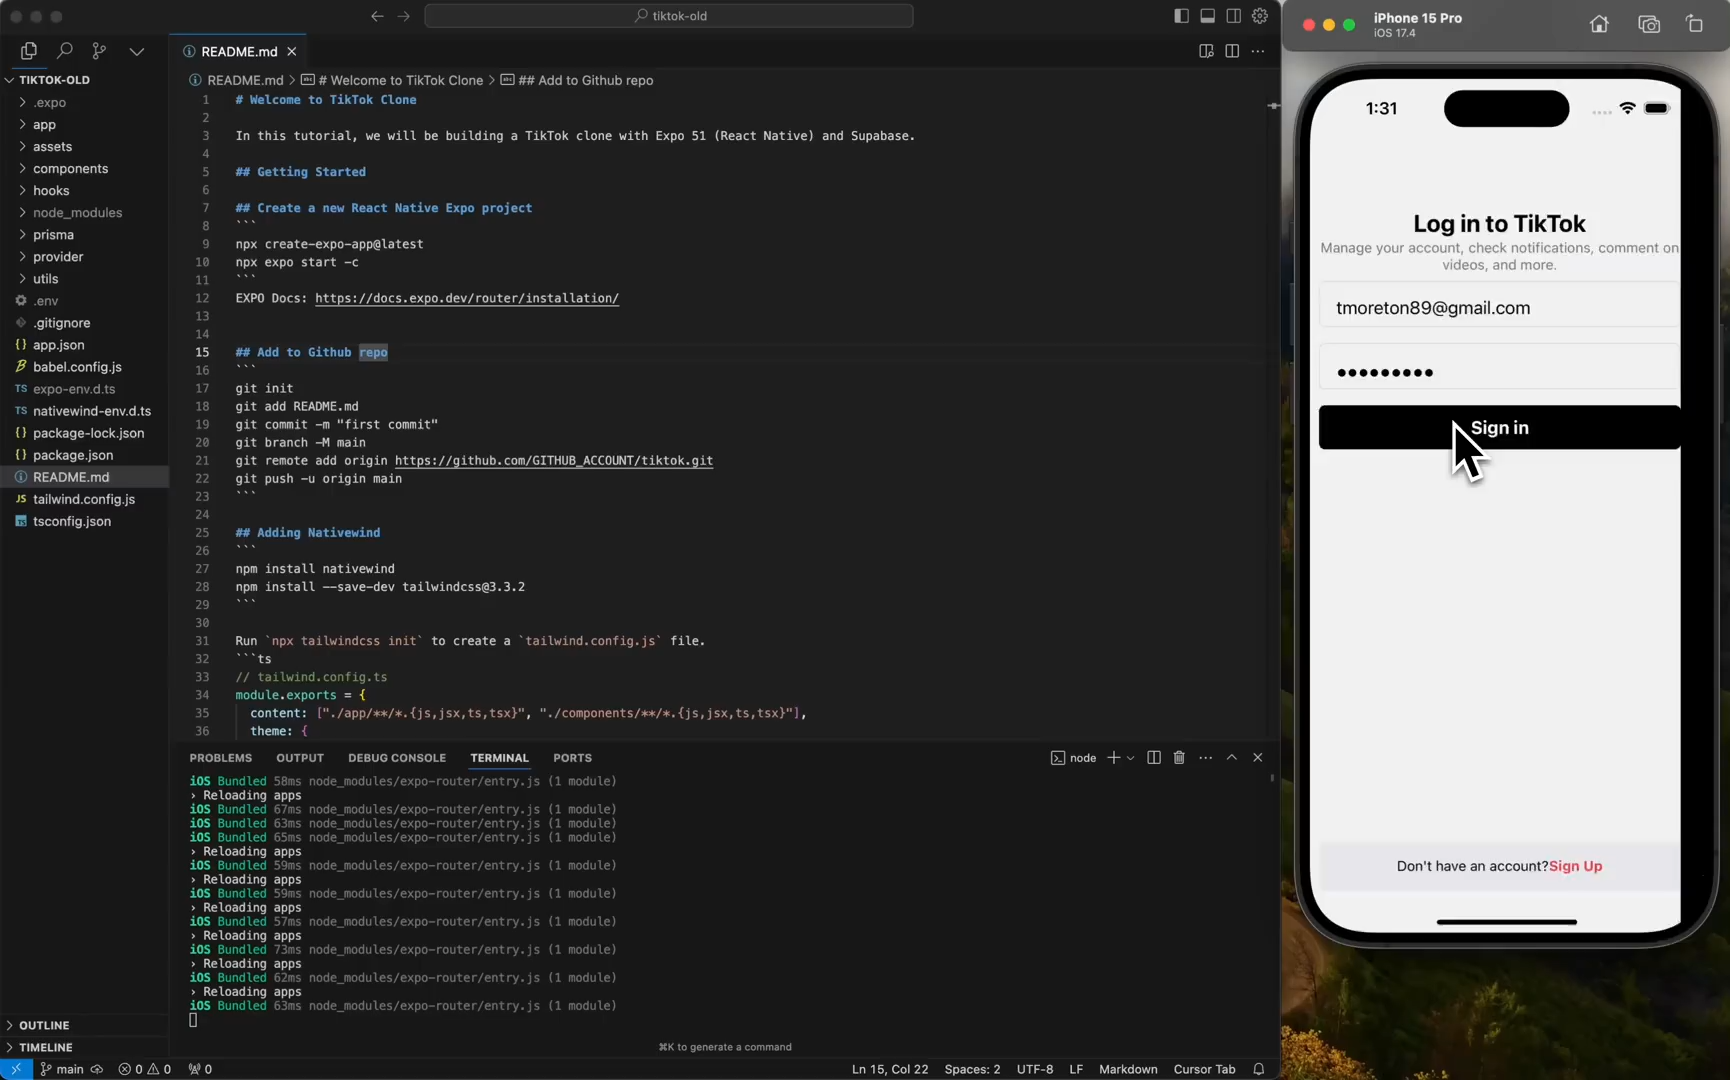 tiktok-old
TIKTOK-OLD
.expo
app
assets
components
hooks
node_modules
prisma
provider
utils
.env
.gitignore
app.json
babel.config.js
TS expo-env.d.ts
TS nativewind-env.d.ts
package-lock.json
package.json
README.md
JS tailwind.config.js
tsconfig.json
OUTLINE
TIMELINE
README.md
README.md > # Welcome to TikTok Clone > ## Add to Github repo
1 # Welcome to TikTok Clone
2
3 In this tutorial, we will be building a TikTok clone with Expo 51 (React Native) and Supabase.
4
5 ## Getting Started
6
7 ## Create a new React Native Expo project
8 ```
9 npx create-expo-app@latest
10 npx expo start -c
11 ```
12 EXPO Docs: https://docs.expo.dev/router/installation/
13
14
15 ## Add to Github repo
16 ```
17 git init
18 git add README.md
19 git commit -m "first commit"
20 git branch -M main
21 git remote add origin https://github.com/GITHUB_ACCOUNT/tiktok.git
22 git push -u origin main
23 ```
24
25 ## Adding Nativewind
26 ```
27 npm install nativewind
28 npm install --save-dev tailwindcss@3.3.2
29 ```
30
31 Run `npx tailwindcss init` to create a `tailwind.config.js` file.
32 ```ts
33 // tailwind.config.ts
34 module.exports = {
35 content: ["./app/**/*.{js,jsx,ts,tsx}", "./components/**/*.{js,jsx,ts,tsx}"],
36 theme: {
PROBLEMS OUTPUT DEBUG CONSOLE TERMINAL PORTS
node
iOS Bundled 58ms node_modules/expo-router/entry.js (1 module)
› Reloading apps
iOS Bundled 67ms node_modules/expo-router/entry.js (1 module)
iOS Bundled 63ms node_modules/expo-router/entry.js (1 module)
iOS Bundled 65ms node_modules/expo-router/entry.js (1 module)
› Reloading apps
iOS Bundled 59ms node_modules/expo-router/entry.js (1 module)
› Reloading apps
iOS Bundled 59ms node_modules/expo-router/entry.js (1 module)
› Reloading apps
iOS Bundled 57ms node_modules/expo-router/entry.js (1 module)
› Reloading apps
iOS Bundled 73ms node_modules/expo-router/entry.js (1 module)
› Reloading apps
iOS Bundled 62ms node_modules/expo-router/entry.js (1 module)
› Reloading apps
iOS Bundled 63ms node_modules/expo-router/entry.js (1 module)
⌘K to generate a command
main 0 0 0
Ln 15, Col 22 Spaces: 2 UTF-8 LF Markdown Cursor Tab
iPhone 15 Pro
iOS 17.4
1:31
Log in to TikTok
Manage your account, check notifications, comment on
videos, and more.
tmoreton89@gmail.com
•••••••••
Sign in
Don't have an account?Sign Up